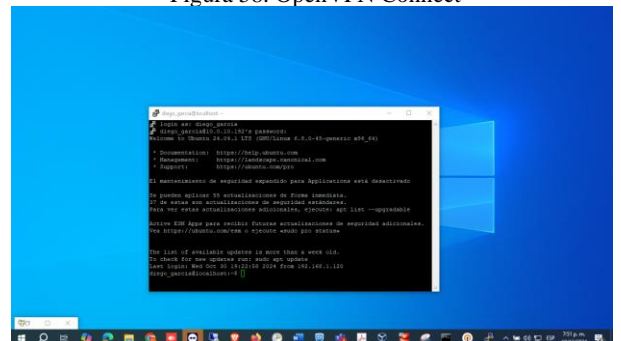 Figura 38. OpenVPN Connect
diego_garcia@localhost: ~
login as: diego_garcia
diego_garcia@10.0.10.192's password:
Welcome to Ubuntu 24.04.1 LTS (GNU/Linux 6.8.0-45-generic x86_64)
* Documentation: https://help.ubuntu.com
* Management: https://landscape.canonical.com
* Support: https://ubuntu.com/pro
El mantenimiento de seguridad expandido para Applications está desactivado
Se pueden aplicar 55 actualizaciones de forma inmediata.
37 de estas son actualizaciones de seguridad estándares.
Para ver estas actualizaciones adicionales, ejecute: apt list --upgradable
Active ESM Apps para recibir futuras actualizaciones de seguridad adicionales.
Vea https://ubuntu.com/esm o ejecute «sudo pro status»
The list of available updates is more than a week old.
To check for new updates run: sudo apt update
Last login: Wed Oct 30 19:22:50 2024 from 192.168.1.120
diego_garcia@localhost:~$
ESP
7:51 p. m.